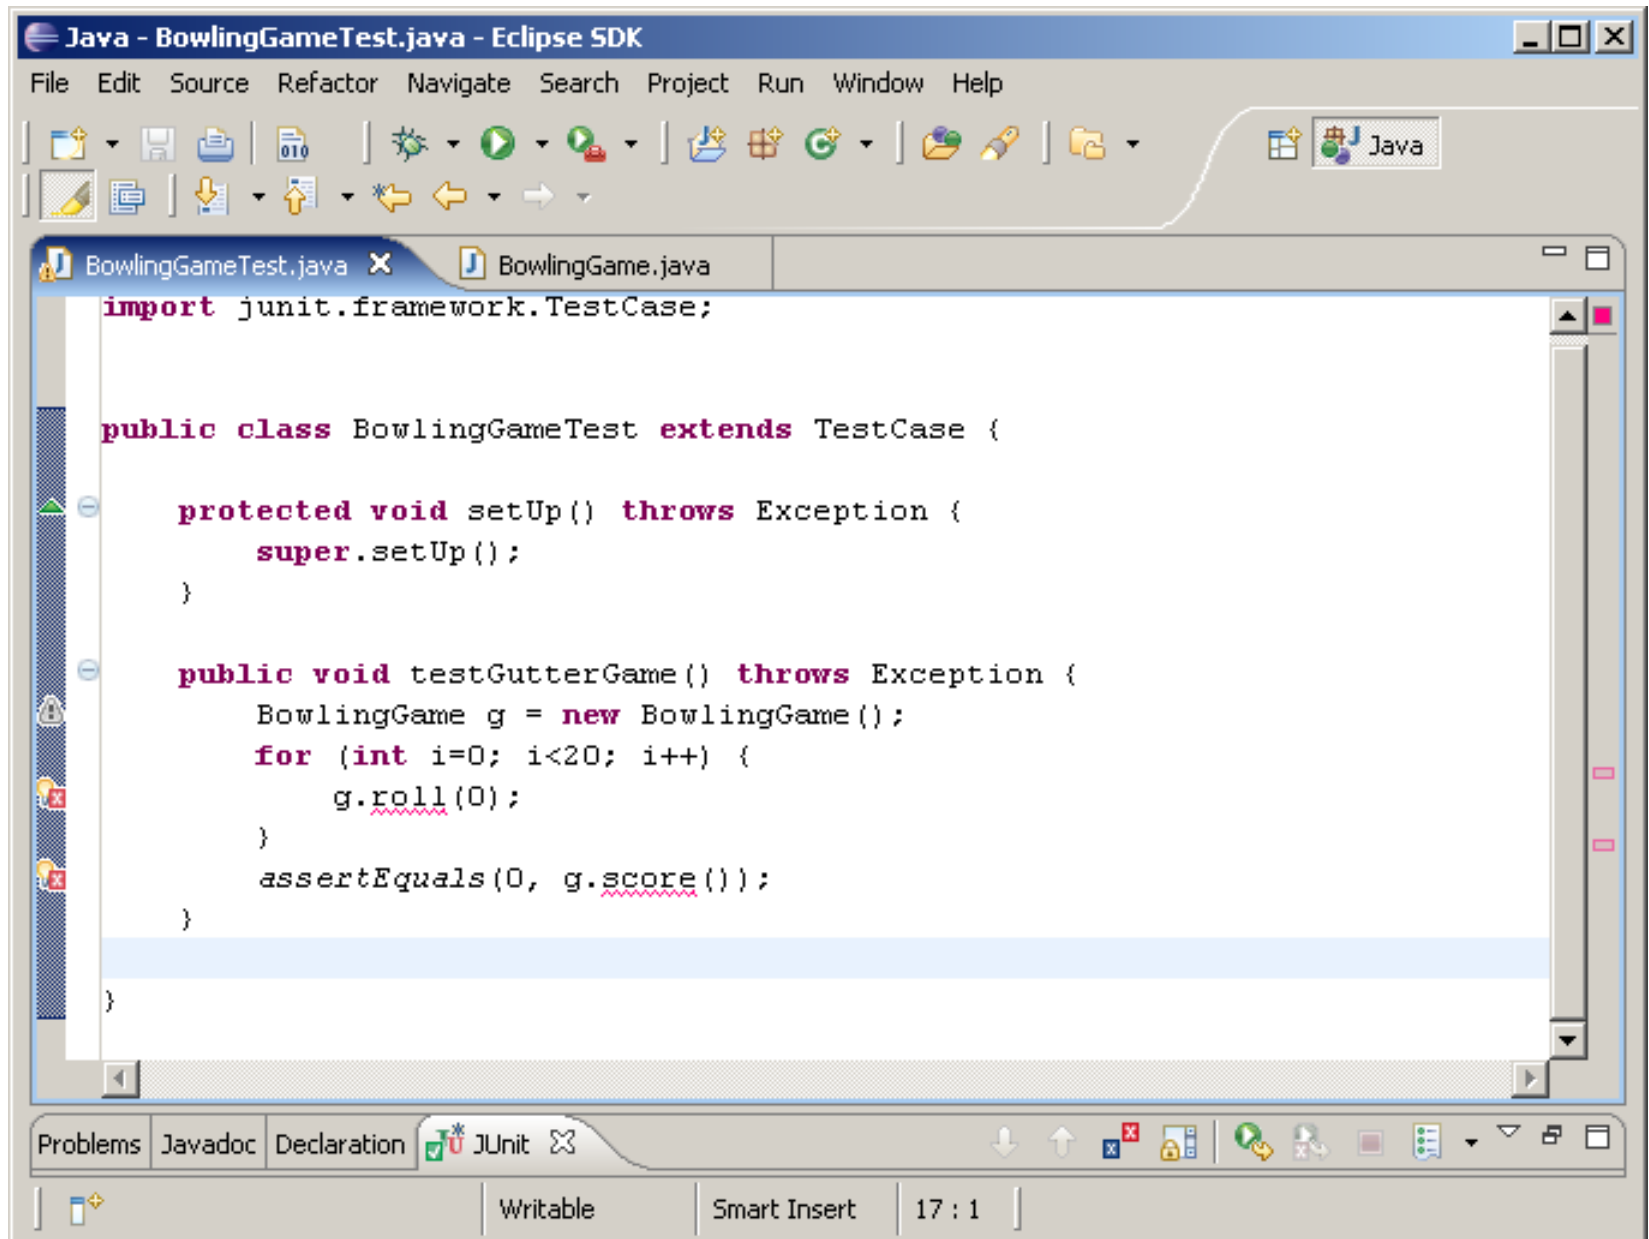 Java - BowlingGameTest.java - Eclipse SDK
File Edit Source Refactor Navigate Search Project Run Window Help
010
Java
BowlingGameTest.java BowlingGame.java
import junit.framework.TestCase;
public class BowlingGameTest extends TestCase {
protected void setUp() throws Exception {
super.setUp();
}
public void testGutterGame() throws Exception {
BowlingGame g = new BowlingGame();
for (int i=0; i<20; i++) {
g.roll(0);
}
assertEquals(0, g.score());
}
}
Problems Javadoc Declaration JUnit
Writable Smart Insert 17 : 1